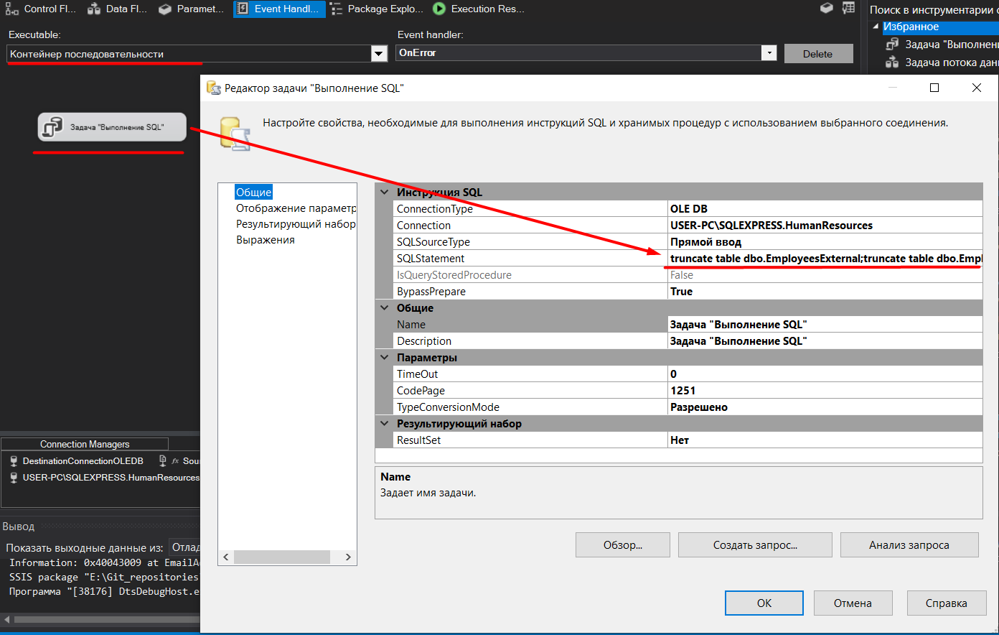 Control Fl...
Data Fl...
Paramet...
Event Handl...
Package Explo...
Execution Res...
Поиск в инструментарии
Executable:
Event handler:
Избранное
Контейнер последовательности
OnError
Delete
Задача "Выполнени
Задача потока дан
Редактор задачи "Выполнение SQL"
Задача "Выполнение SQL"
Настройте свойства, необходимые для выполнения инструкций SQL и хранимых процедур с использованием выбранного соединения.
Общие
Отображение параметр
Результирующий набор
Выражения
Инструкция SQL
ConnectionType OLE DB
Connection USER-PC\SQLEXPRESS.HumanResources
SQLSourceType Прямой ввод
SQLStatement truncate table dbo.EmployeesExternal;truncate table dbo.Empl
IsQueryStoredProcedure False
BypassPrepare True
Общие
Name Задача "Выполнение SQL"
Description Задача "Выполнение SQL"
Параметры
TimeOut 0
CodePage 1251
TypeConversionMode Разрешено
Результирующий набор
ResultSet Нет
Name
Задает имя задачи.
Обзор...
Создать запрос...
Анализ запроса
OK
Отмена
Справка
Connection Managers
DestinationConnectionOLEDB
fx Sou
USER-PC\SQLEXPRESS.HumanResources
Вывод
Показать выходные данные из: Отлад
Information: 0x40043009 at EmailA
SSIS package "E:\Git_repositories
Программа "[38176] DtsDebugHost.e